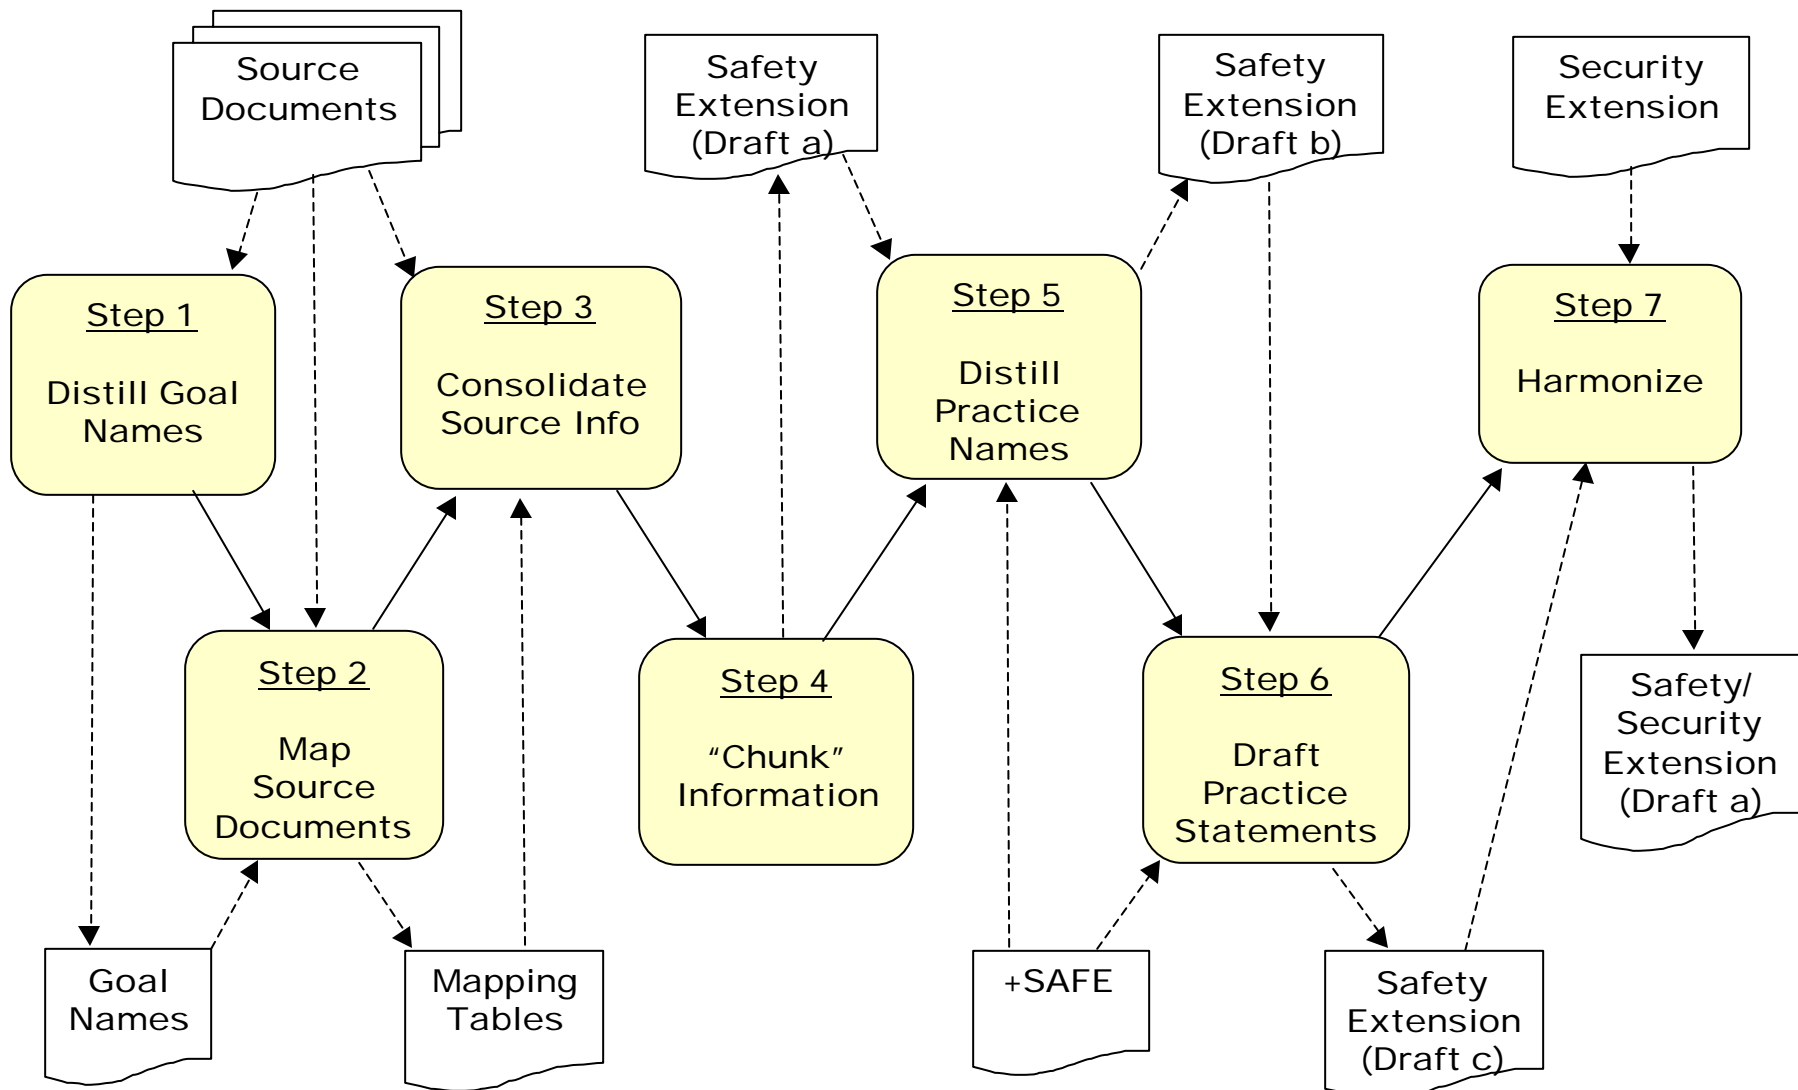 Source
Documents
Safety
Extension
(Draft a)
Safety
Extension
(Draft b)
Security
Extension
Step 1
Distill Goal
Names
Step 3
Consolidate
Source Info
Step 5
Distill
Practice
Names
Step 7
Harmonize
Step 2
Map
Source
Documents
Step 4
“Chunk”
Information
Step 6
Draft
Practice
Statements
Safety/
Security
Extension
(Draft a)
Goal
Names
Mapping
Tables
+SAFE
Safety
Extension
(Draft c)